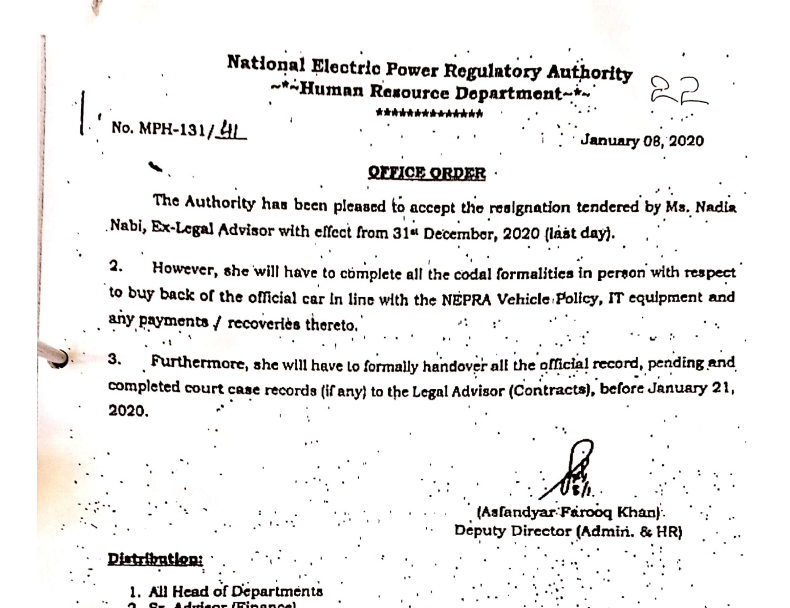 National Electric Power Regulatory Authority
~*~Human Resource Department~*~
**************
22
No. MPH-131/41
January 08, 2020
OFFICE ORDER
The Authority has been pleased to accept the resignation tendered by Ms. Nadia
Nabi, Ex-Legal Advisor with effect from 31st December, 2020 (last day).
2. However, she will have to complete all the codal formalities in person with respect
to buy back of the official car in line with the NEPRA Vehicle Policy, IT equipment and
any payments / recoveries thereto.
3. Furthermore, she will have to formally handover all the official record, pending and
completed court case records (if any) to the Legal Advisor (Contracts), before January 21,
2020.
8/1
(Asfandyar Farooq Khan)
Deputy Director (Admin. & HR)
Distribution:
1. All Head of Departments
2. Sr. Advisor (Finance)